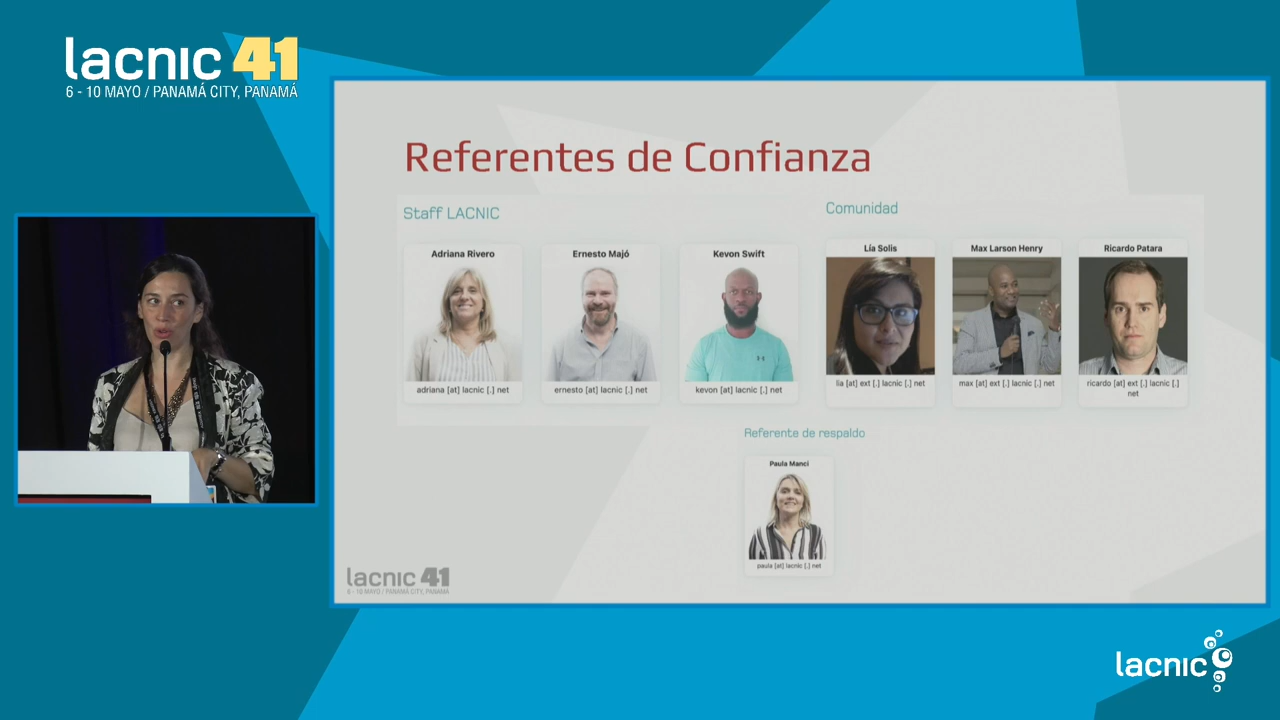 lacnic 41
6 - 10 MAYO / PANAMÁ CITY, PANAMÁ
Referentes de Confianza
Staff LACNIC
Adriana Rivero
adriana [at] lacnic [.] net
Ernesto Majó
ernesto [at] lacnic [.] net
Kevon Swift
kevon [at] lacnic [.] net
Comunidad
Lía Solis
lia [at] ext [.] lacnic [.] net
Max Larson Henry
max [at] ext [.] lacnic [.] net
Ricardo Patara
ricardo [at] ext [.] lacnic [.]
net
Referente de respaldo
Paula Manci
paula [at] lacnic [.] net
lacnic 41
6 - 10 MAYO / PANAMÁ CITY, PANAMÁ
lacnic